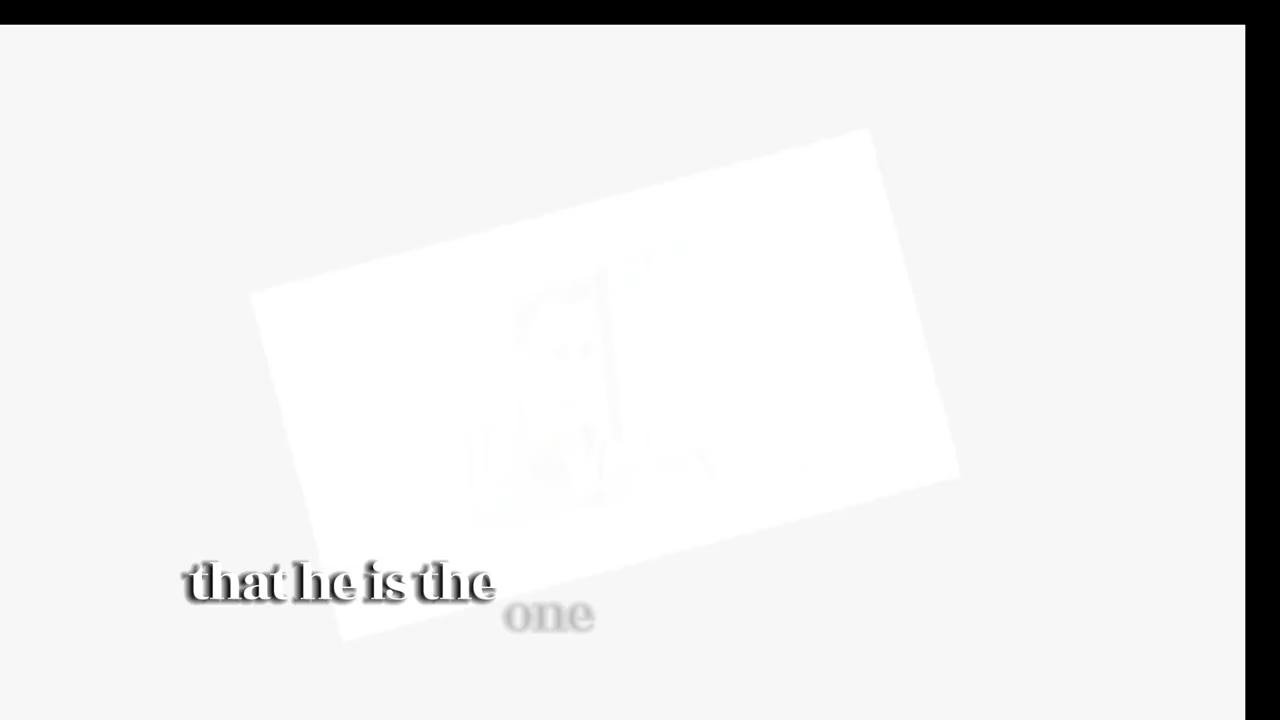 that he is the one